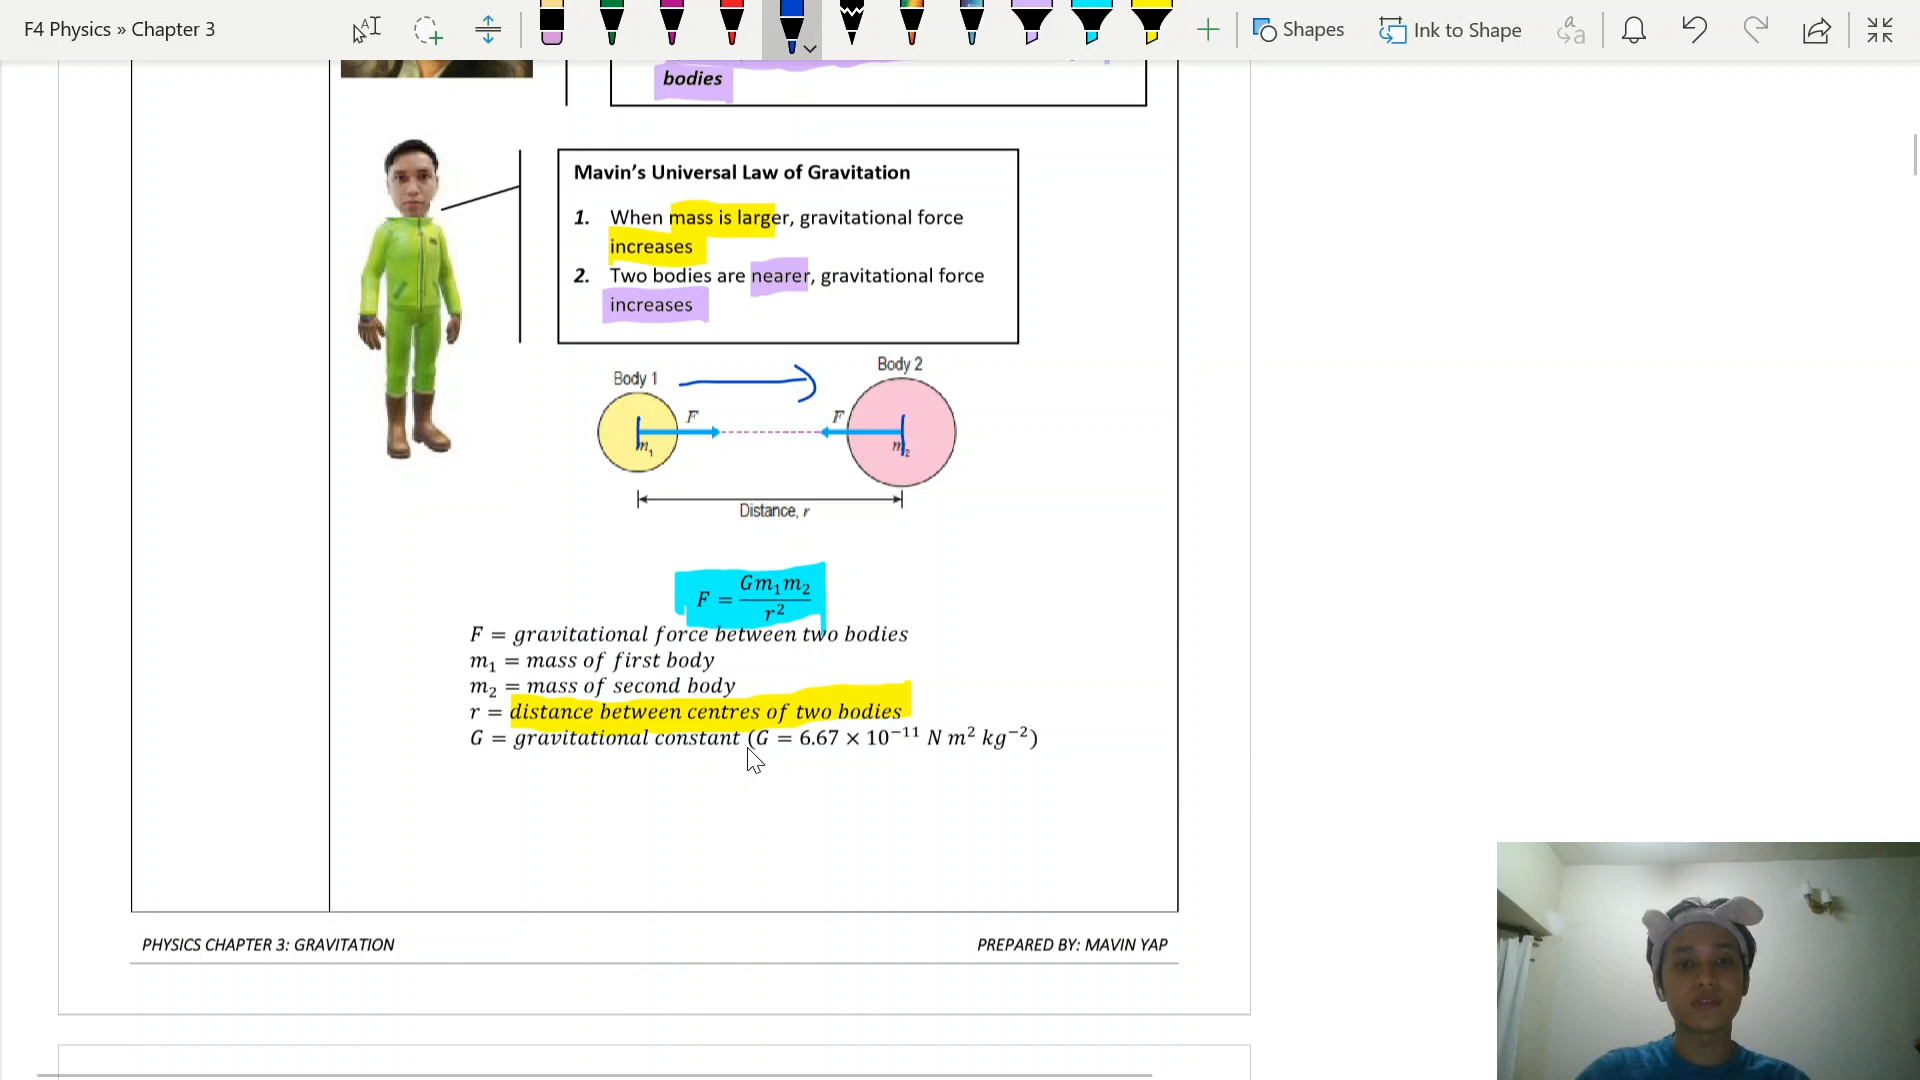 F4 Physics » Chapter 3
Shapes
Ink to Shape
bodies
Mavin's Universal Law of Gravitation
1. When mass is larger, gravitational force
increases
2. Two bodies are nearer, gravitational force
increases
Body 1
Body 2
F
F
m₁
m₂
Distance, r
F = Gm₁m₂ / r²
F = gravitational force between two bodies
m₁ = mass of first body
m₂ = mass of second body
r = distance between centres of two bodies
G = gravitational constant (G = 6.67 × 10⁻¹¹ N m² kg⁻²)
PHYSICS CHAPTER 3: GRAVITATION
PREPARED BY: MAVIN YAP